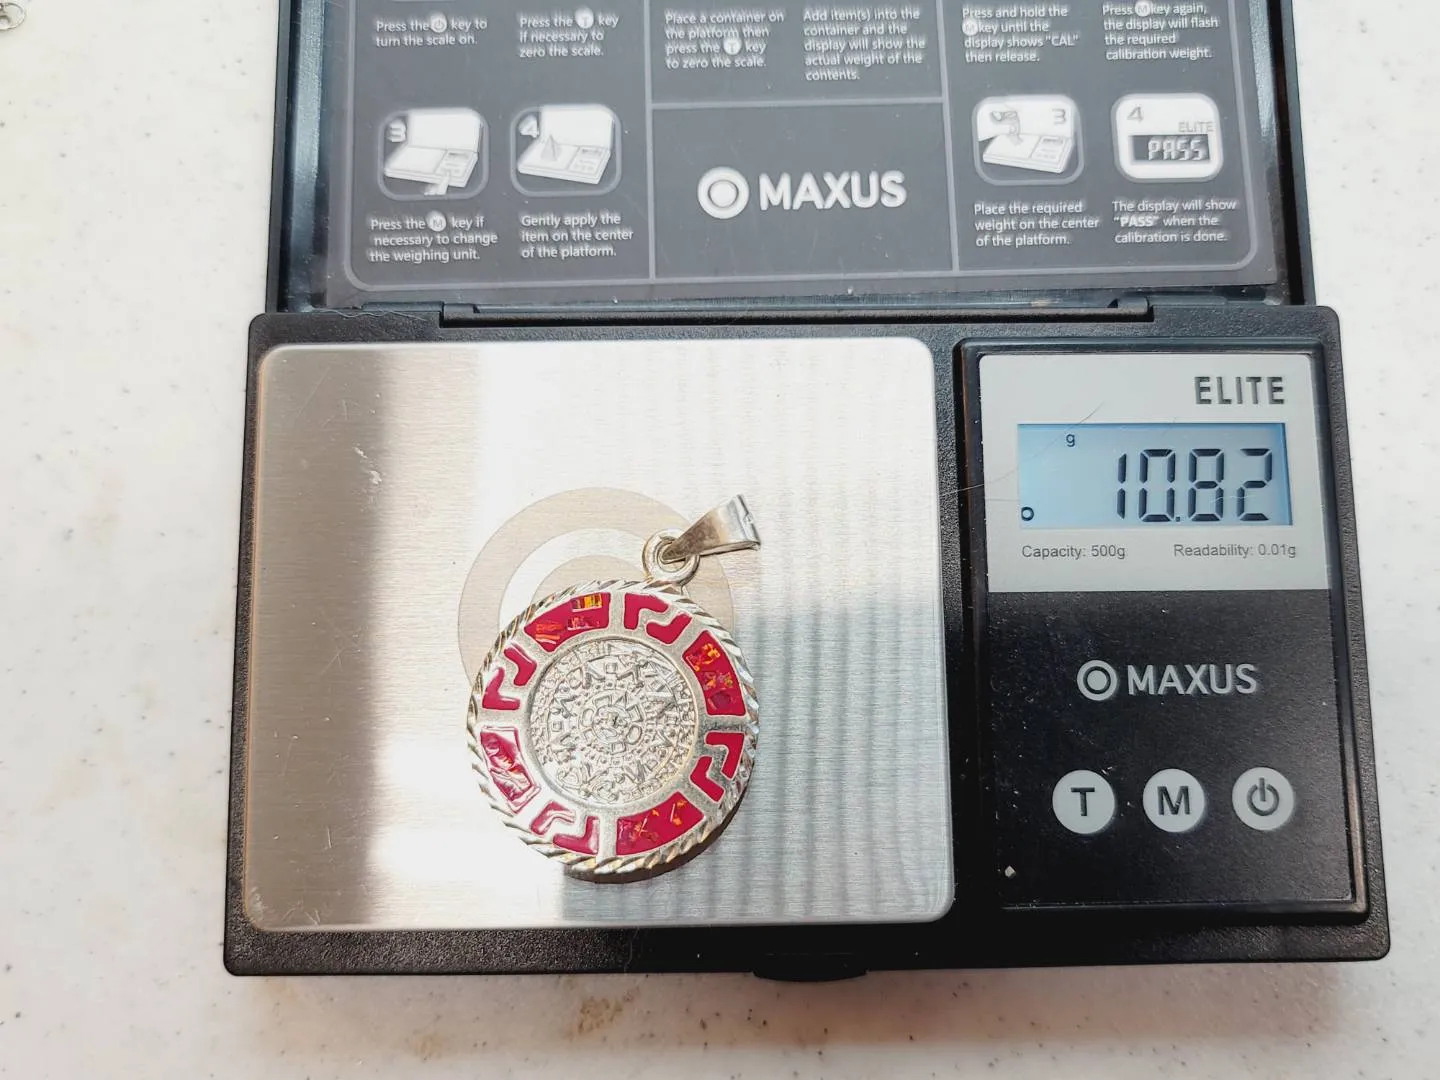 Press the key to
turn the scale on.
Press the T key
if necessary to
zero the scale.
Place a container on
the platform then
press the T key
to zero the scale.
Add item(s) into the
container and the
display will show the
actual weight of the
contents.
Press and hold the
M key until the
display shows "CAL"
then release.
Press M key again,
the display will flash
the required
calibration weight.
3
4
3
4
ELITE
PASS
Press the M key if
necessary to change
the weighing unit.
Gently apply the
item on the center
of the platform.
MAXUS
Place the required
weight on the center
of the platform.
The display will show
"PASS" when the
calibration is done.
ELITE
g
o 10.82
Capacity: 500g Readability: 0.01g
MAXUS
T M